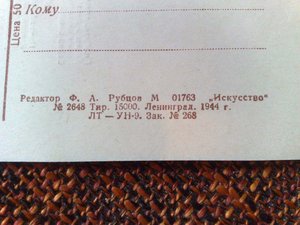 Цена 50
Кому
Редактор Ф. А. Рубцов М 01763 „Искусство"
№ 2648 Тир. 15000. Ленинград. 1944 г.
ЛТ—УН-9. Зак. № 268